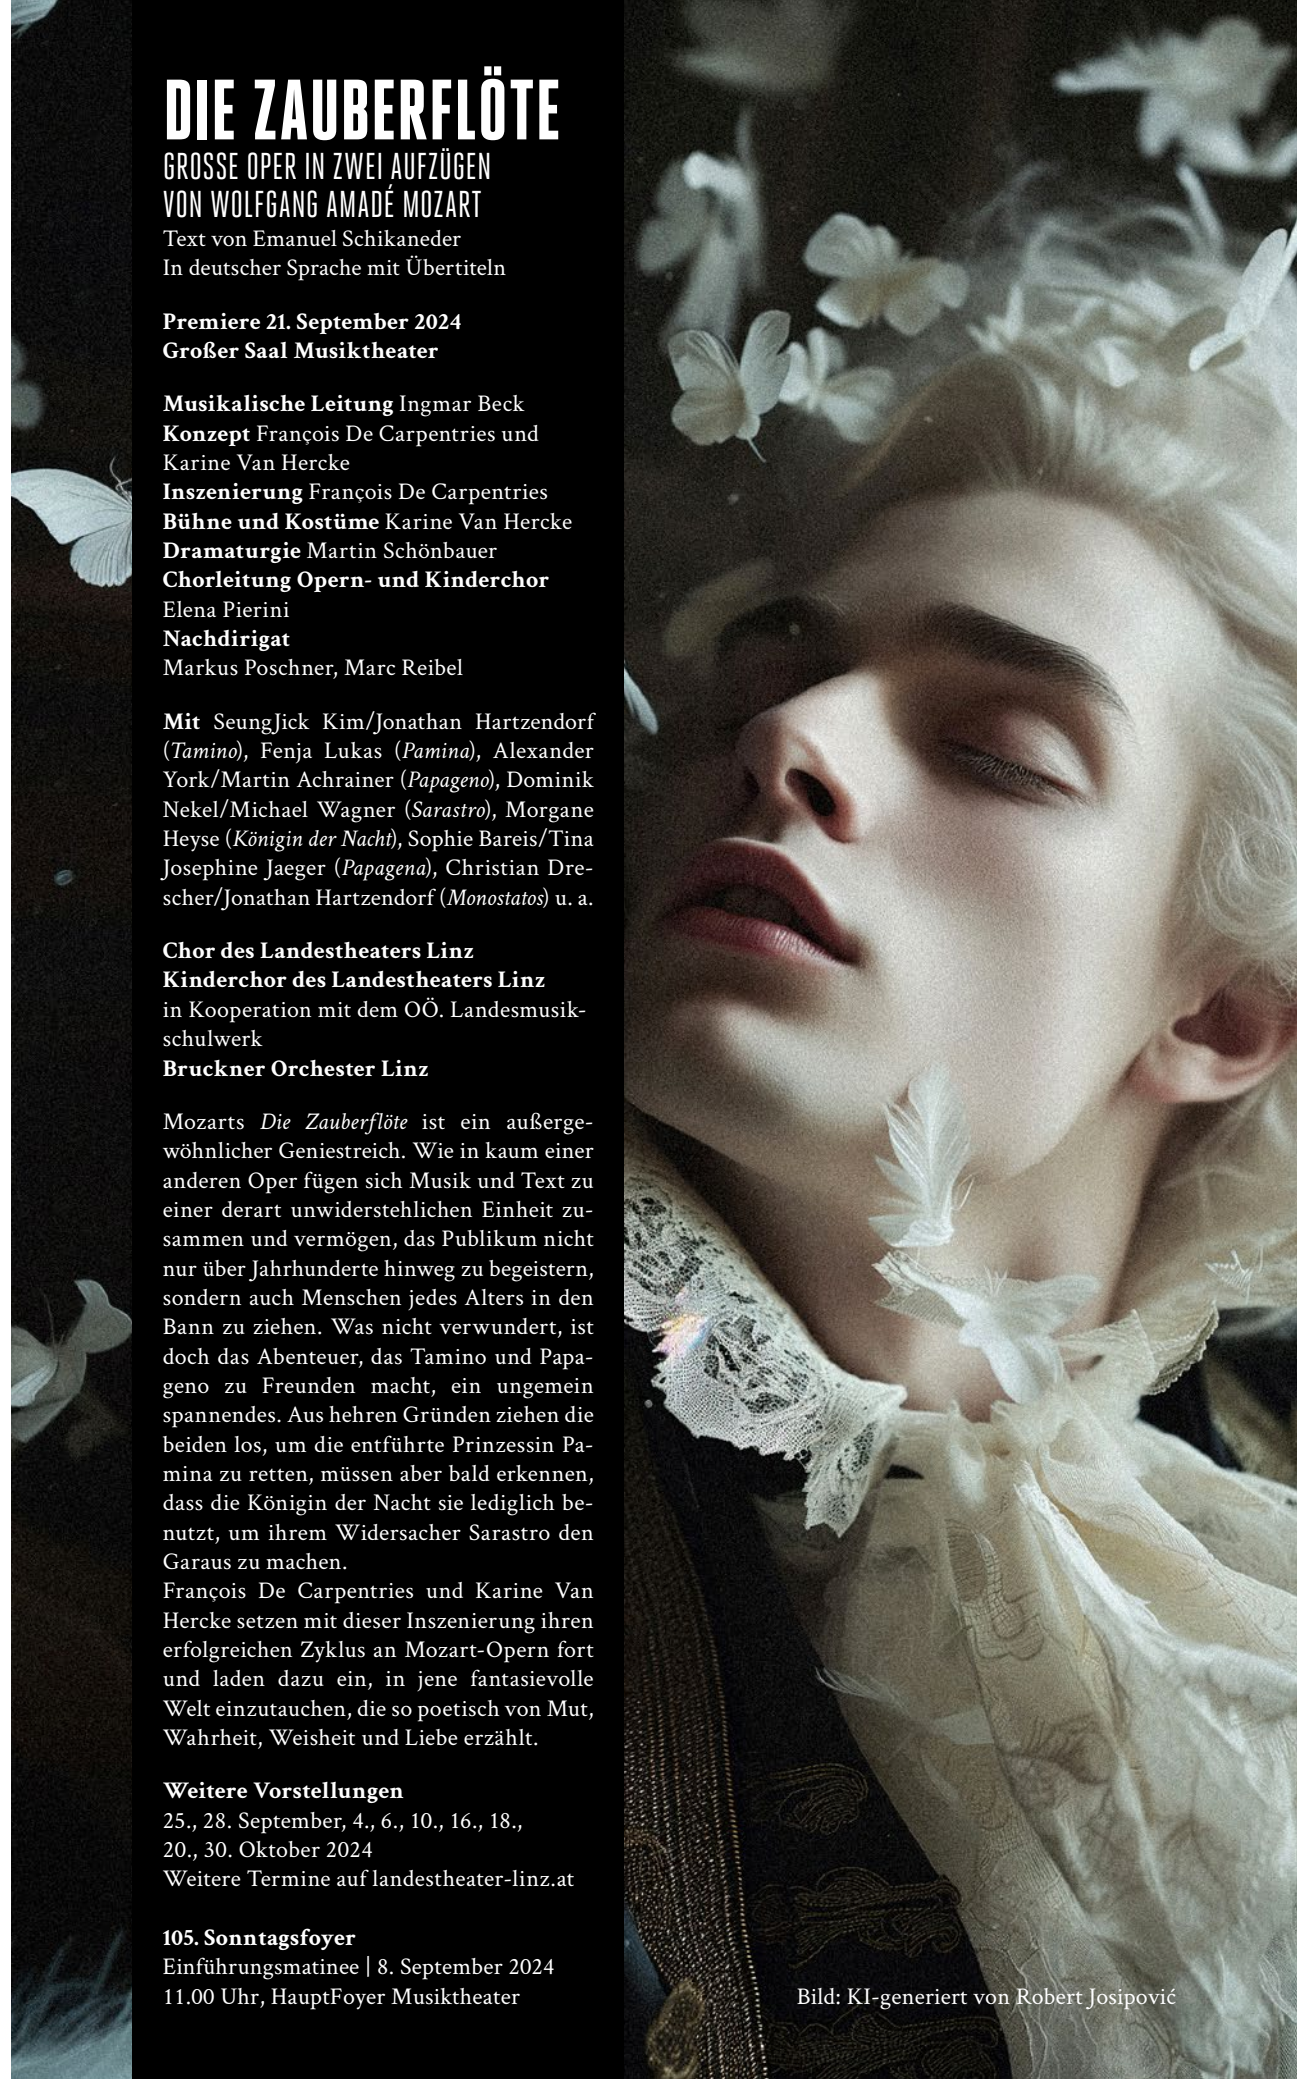 DIE ZAUBERFLÖTE
GROSSE OPER IN ZWEI AUFZÜGEN
VON WOLFGANG AMADÉ MOZART
Text von Emanuel Schikaneder
In deutscher Sprache mit Übertiteln
Premiere 21. September 2024
Großer Saal Musiktheater
Musikalische Leitung Ingmar Beck
Konzept François De Carpentries und
Karine Van Hercke
Inszenierung François De Carpentries
Bühne und Kostüme Karine Van Hercke
Dramaturgie Martin Schönbauer
Chorleitung Opern- und Kinderchor
Elena Pierini
Nachdirigat
Markus Poschner, Marc Reibel
Mit SeungJick Kim/Jonathan Hartzendorf
(Tamino), Fenja Lukas (Pamina), Alexander
York/Martin Achrainer (Papageno), Dominik
Nekel/Michael Wagner (Sarastro), Morgane
Heyse (Königin der Nacht), Sophie Bareis/Tina
Josephine Jaeger (Papagena), Christian Dre-
scher/Jonathan Hartzendorf (Monostatos) u. a.
Chor des Landestheaters Linz
Kinderchor des Landestheaters Linz
in Kooperation mit dem OÖ. Landesmusik-
schulwerk
Bruckner Orchester Linz
Mozarts Die Zauberflöte ist ein außerge-
wöhnlicher Geniestreich. Wie in kaum einer
anderen Oper fügen sich Musik und Text zu
einer derart unwiderstehlichen Einheit zu-
sammen und vermögen, das Publikum nicht
nur über Jahrhunderte hinweg zu begeistern,
sondern auch Menschen jedes Alters in den
Bann zu ziehen. Was nicht verwundert, ist
doch das Abenteuer, das Tamino und Papa-
geno zu Freunden macht, ein ungemein
spannendes. Aus hehren Gründen ziehen die
beiden los, um die entführte Prinzessin Pa-
mina zu retten, müssen aber bald erkennen,
dass die Königin der Nacht sie lediglich be-
nutzt, um ihrem Widersacher Sarastro den
Garaus zu machen.
François De Carpentries und Karine Van
Hercke setzen mit dieser Inszenierung ihren
erfolgreichen Zyklus an Mozart-Opern fort
und laden dazu ein, in jene fantasievolle
Welt einzutauchen, die so poetisch von Mut,
Wahrheit, Weisheit und Liebe erzählt.
Weitere Vorstellungen
25., 28. September, 4., 6., 10., 16., 18.,
20., 30. Oktober 2024
Weitere Termine auf landestheater-linz.at
105. Sonntagsfoyer
Einführungsmatinee | 8. September 2024
11.00 Uhr, HauptFoyer Musiktheater
Bild: KI-generiert von Robert Josipović